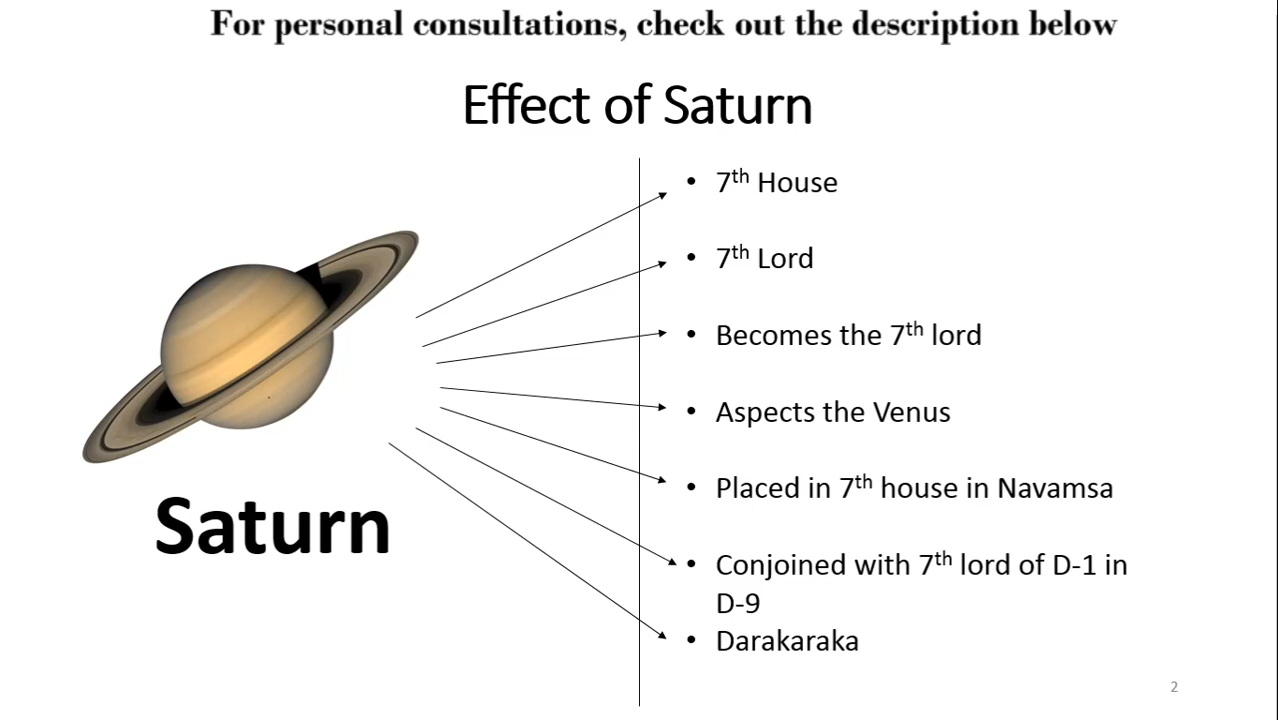 For personal consultations, check out the description below
Effect of Saturn
• 7th House
• 7th Lord
• Becomes the 7th lord
• Aspects the Venus
• Placed in 7th house in Navamsa
• Conjoined with 7th lord of D-1 in
D-9
• Darakaraka
Saturn
2